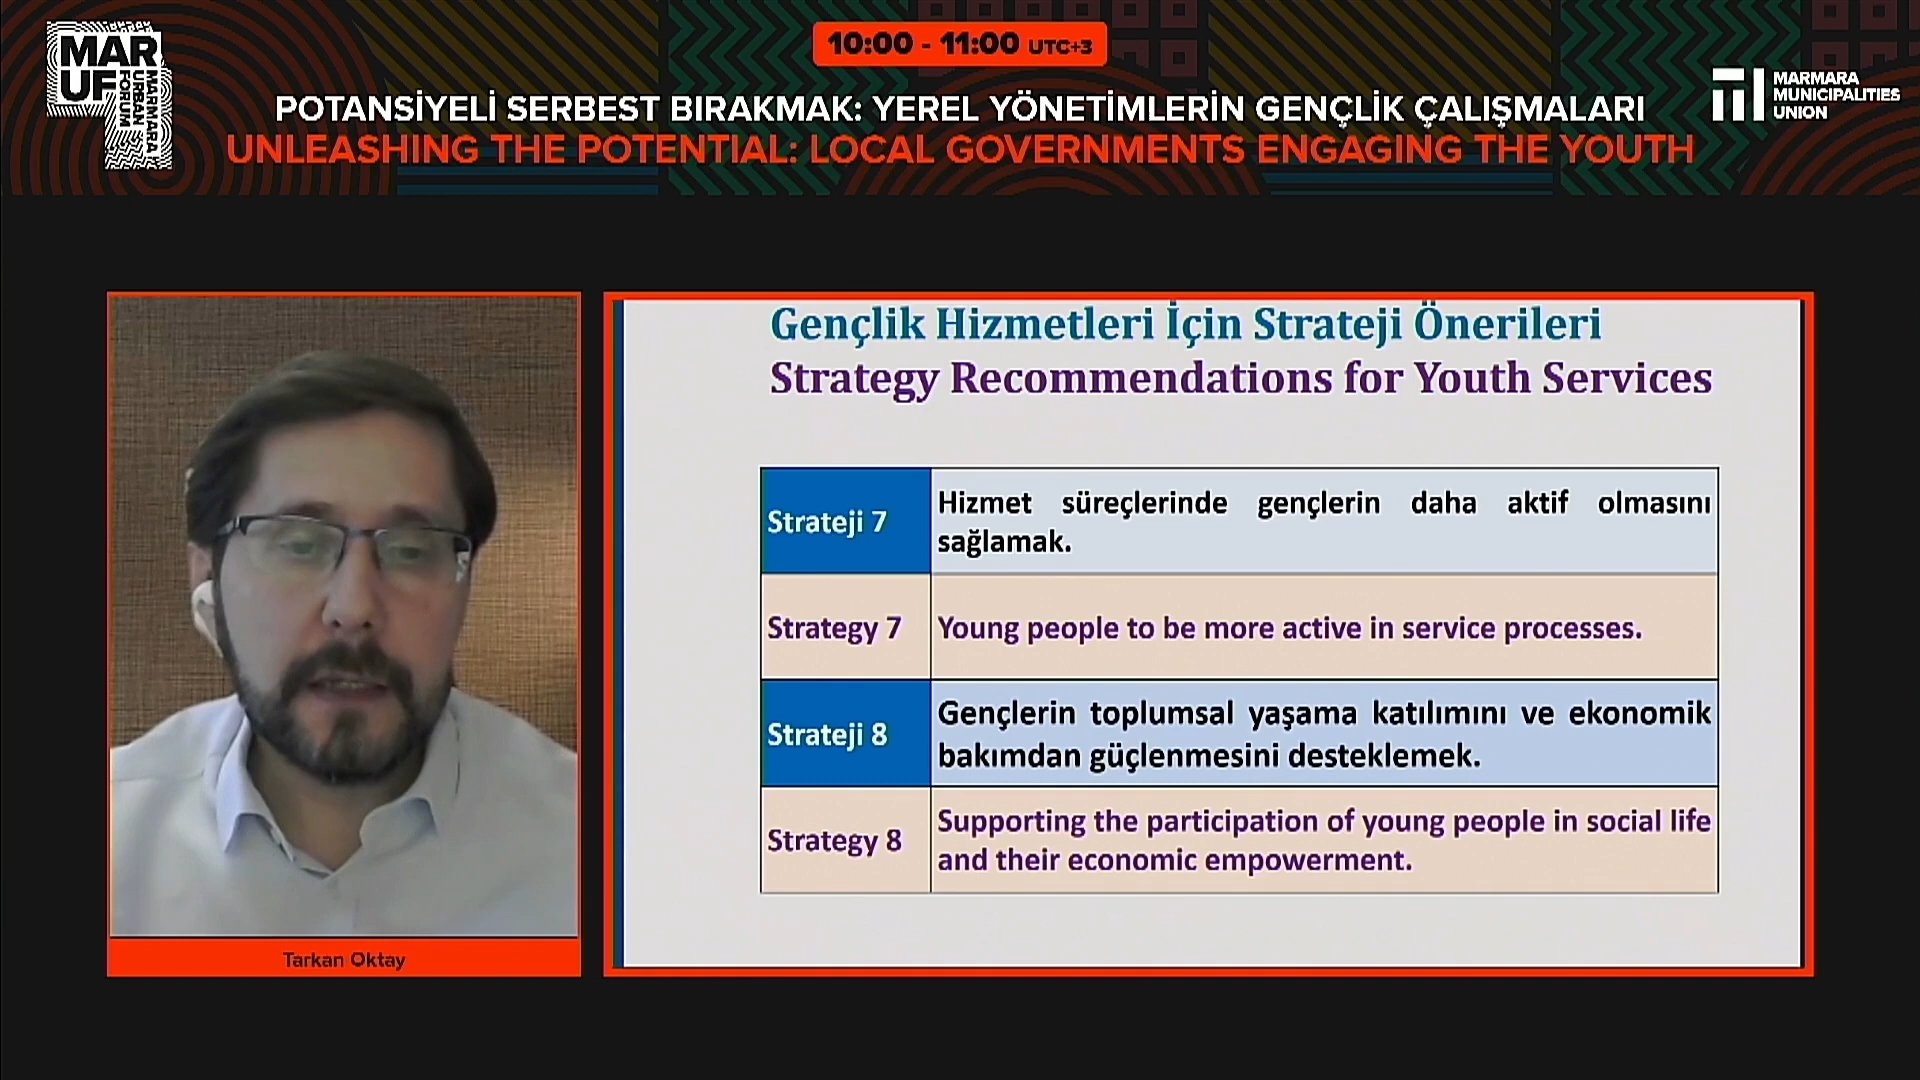 MAR
UF
MARMARA
URBAN
FORUM
10:00 - 11:00 UTC+3
POTANSİYELİ SERBEST BIRAKMAK: YEREL YÖNETİMLERİN GENÇLİK ÇALIŞMALARI
UNLEASHING THE POTENTIAL: LOCAL GOVERNMENTS ENGAGING THE YOUTH
MARMARA
MUNICIPALITIES
UNION
Gençlik Hizmetleri İçin Strateji Önerileri
Strategy Recommendations for Youth Services
Strateji 7
Hizmet süreçlerinde gençlerin daha aktif olmasını
sağlamak.
Strategy 7
Young people to be more active in service processes.
Strateji 8
Gençlerin toplumsal yaşama katılımını ve ekonomik
bakımdan güçlenmesini desteklemek.
Strategy 8
Supporting the participation of young people in social life
and their economic empowerment.
Tarkan Oktay